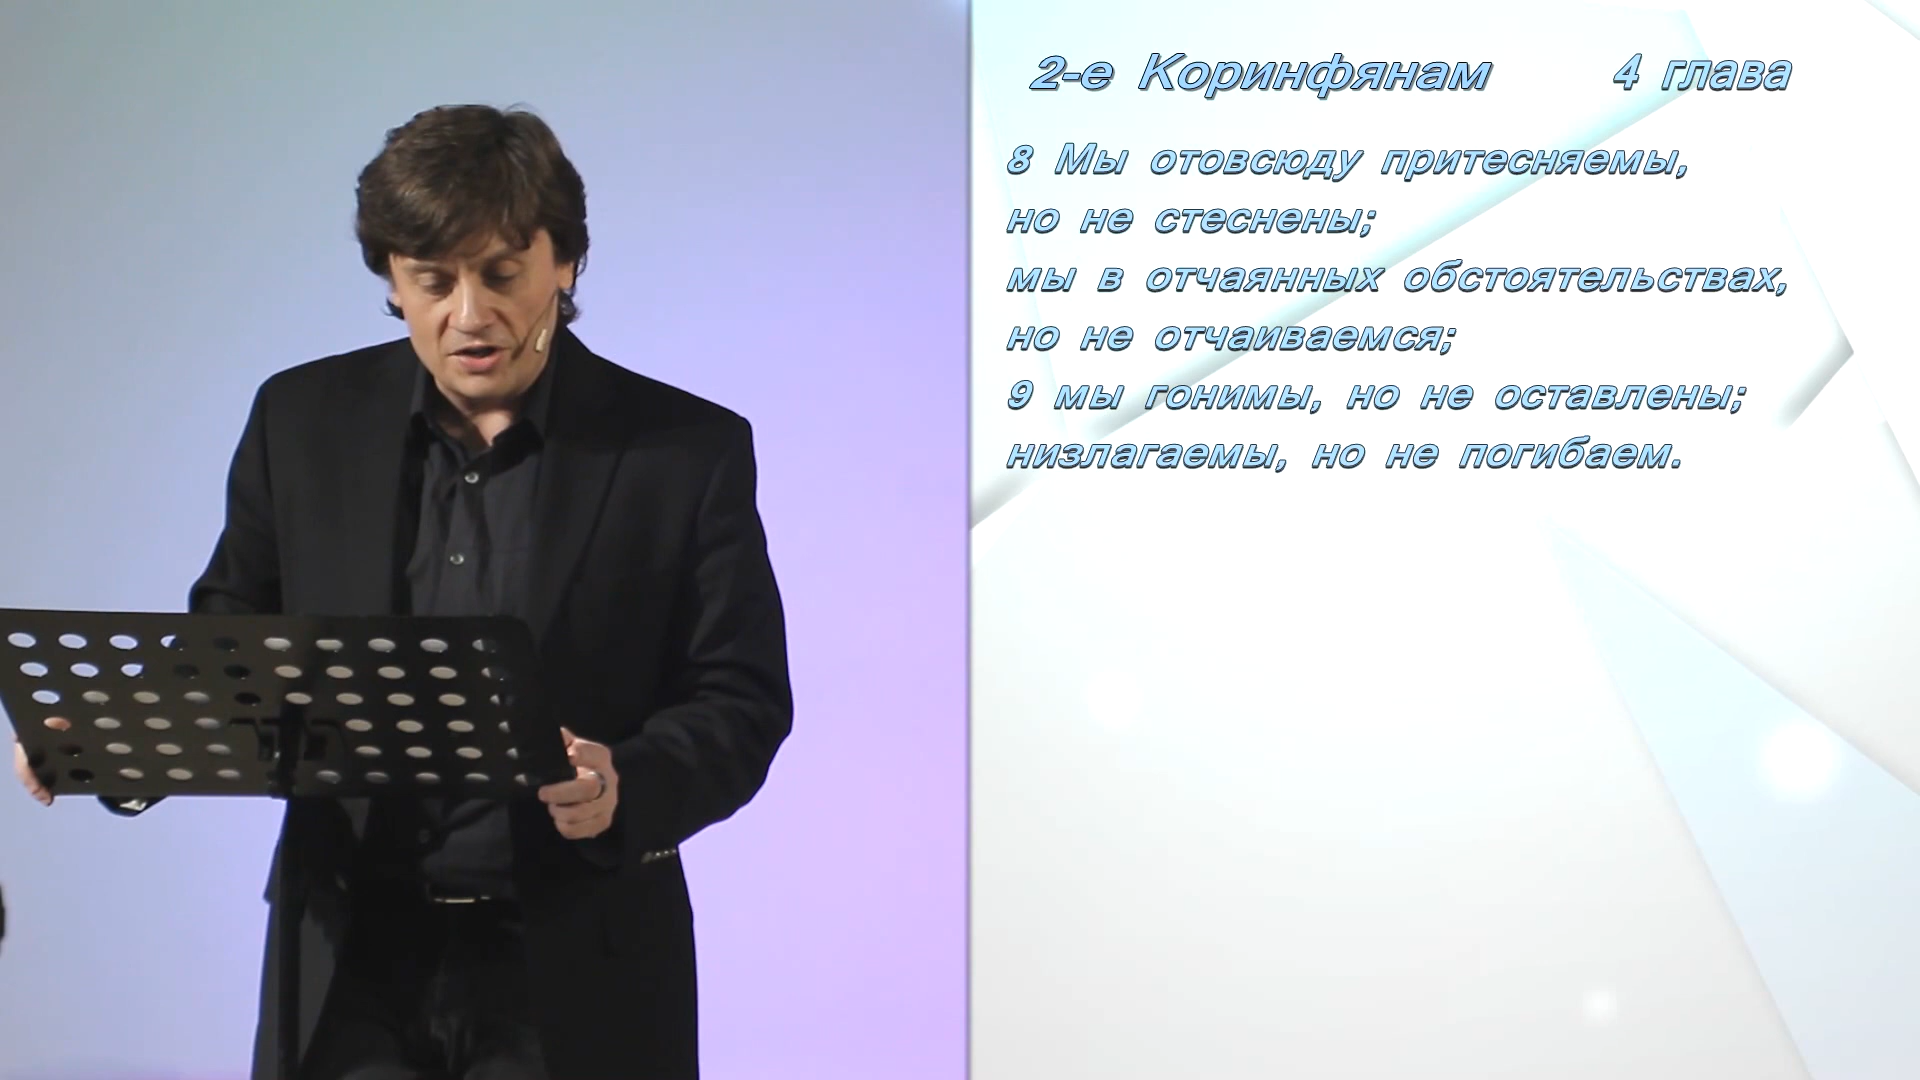 2-е Коринфянам 4 глава
8 Мы отовсюду притесняемы,
но не стеснены;
мы в отчаянных обстоятельствах,
но не отчаиваемся;
9 мы гонимы, но не оставлены;
низлагаемы, но не погибаем.